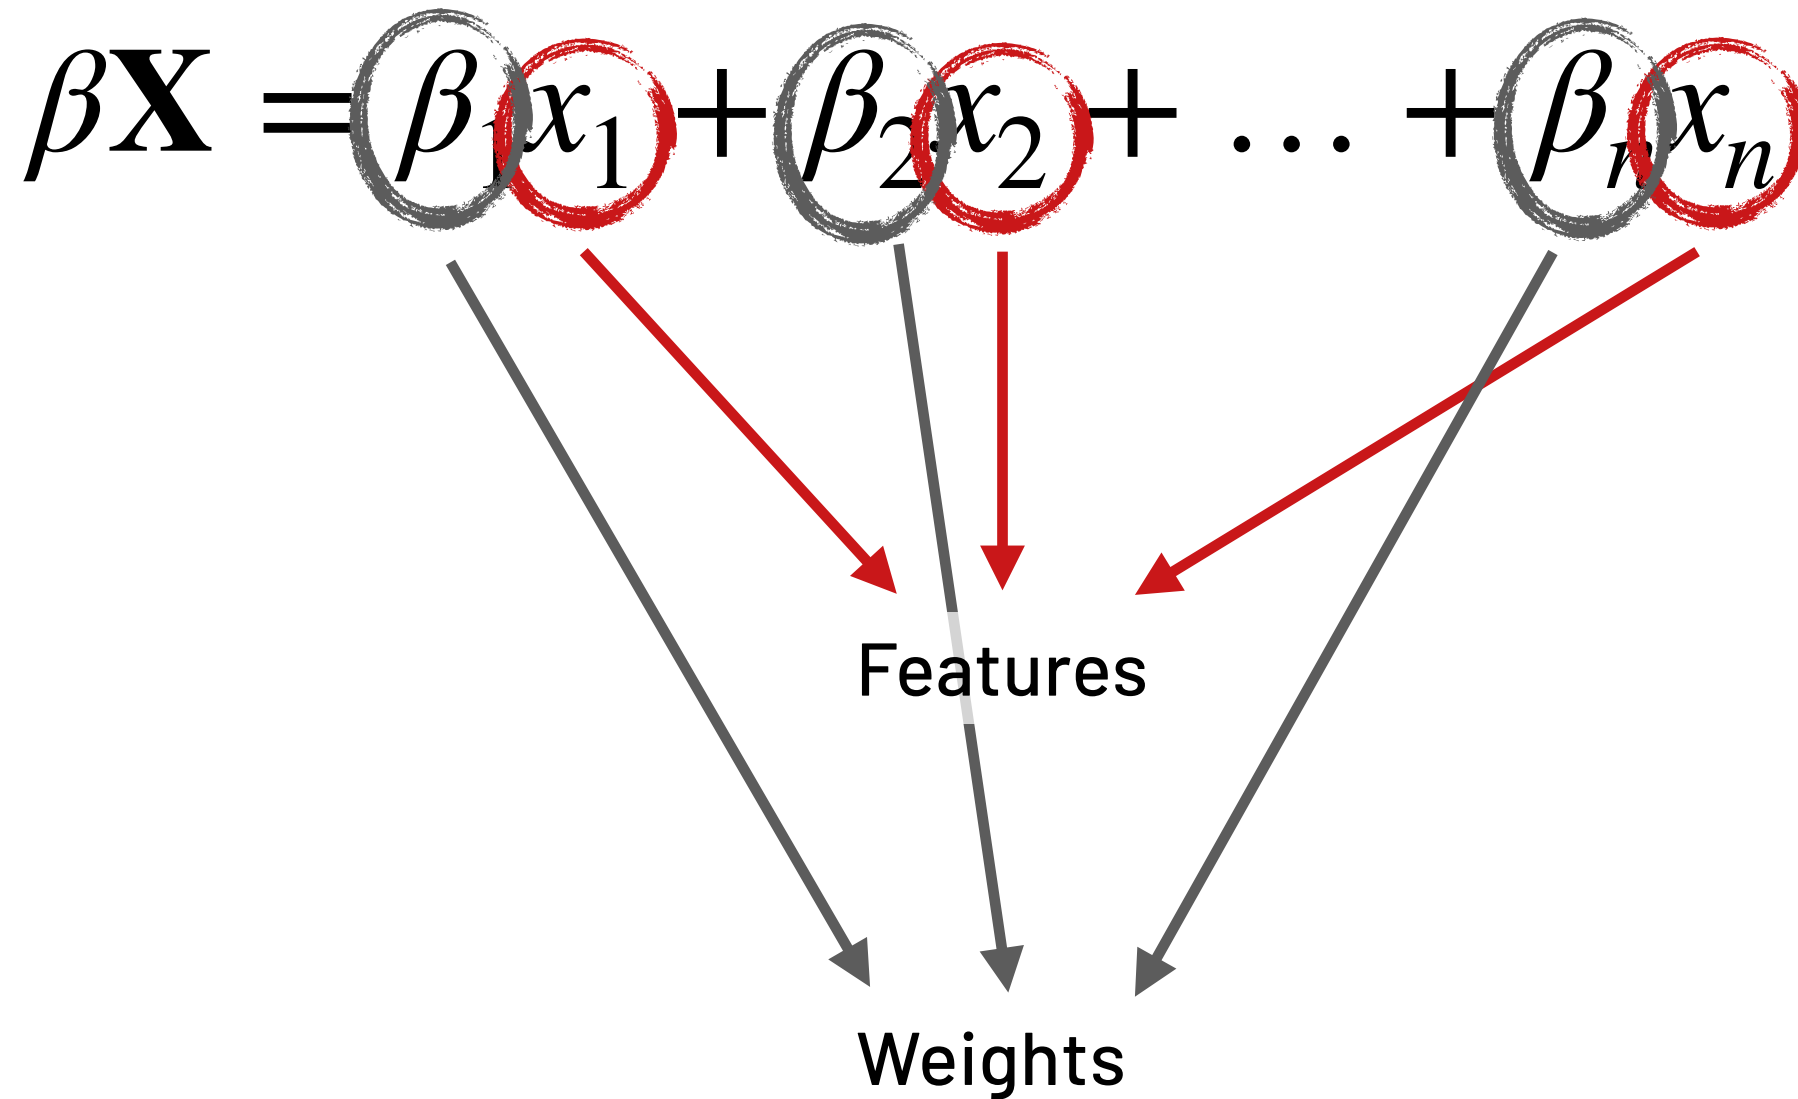 βX = β₁x₁ + β₂x₂ + … + βₙxₙ
Features
Weights